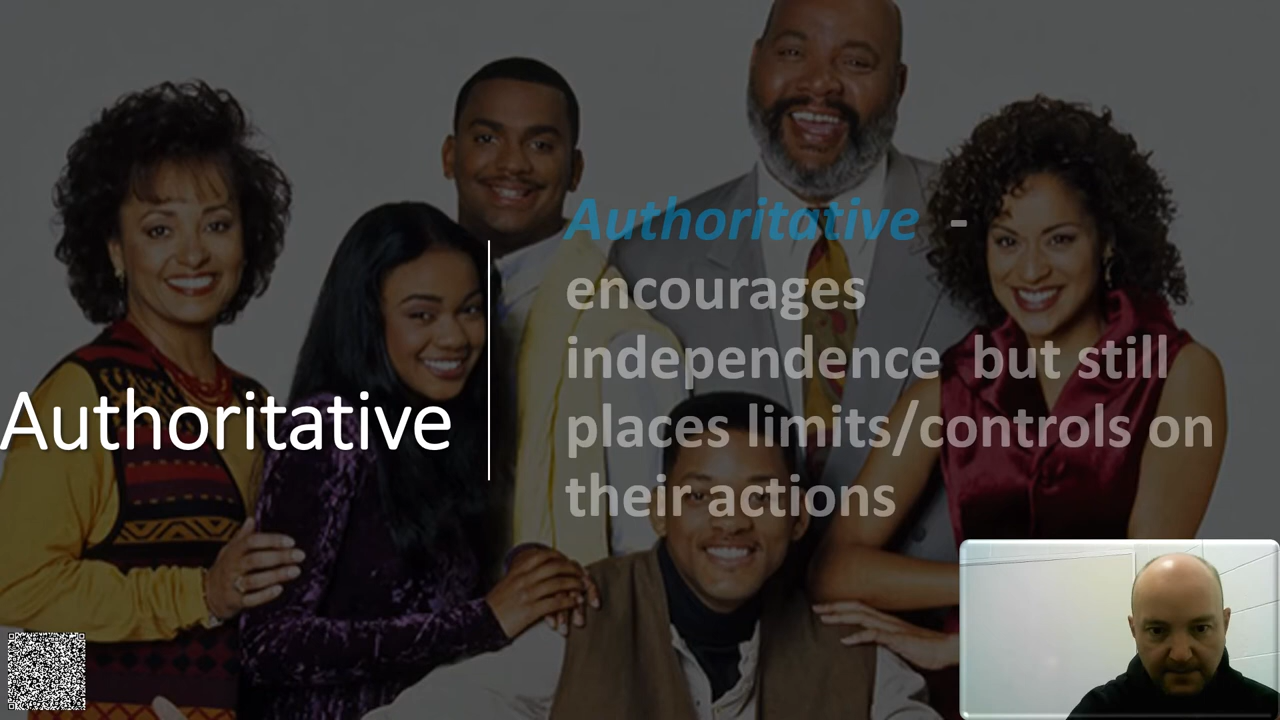 Authoritative
Authoritative -
encourages
independence but still
places limits/controls on
their actions